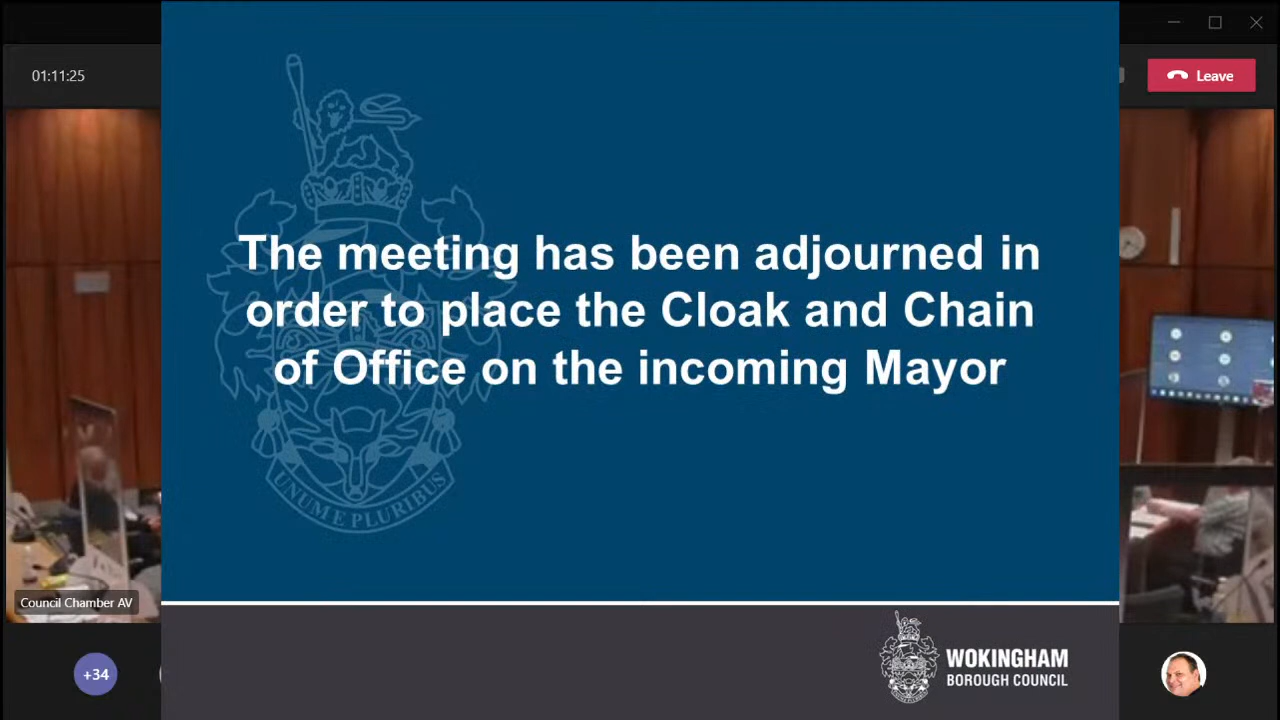 01:11:25
Leave
The meeting has been adjourned in
order to place the Cloak and Chain
of Office on the incoming Mayor
UNUM E PLURIBUS
Council Chamber AV
+34
WOKINGHAM
BOROUGH COUNCIL